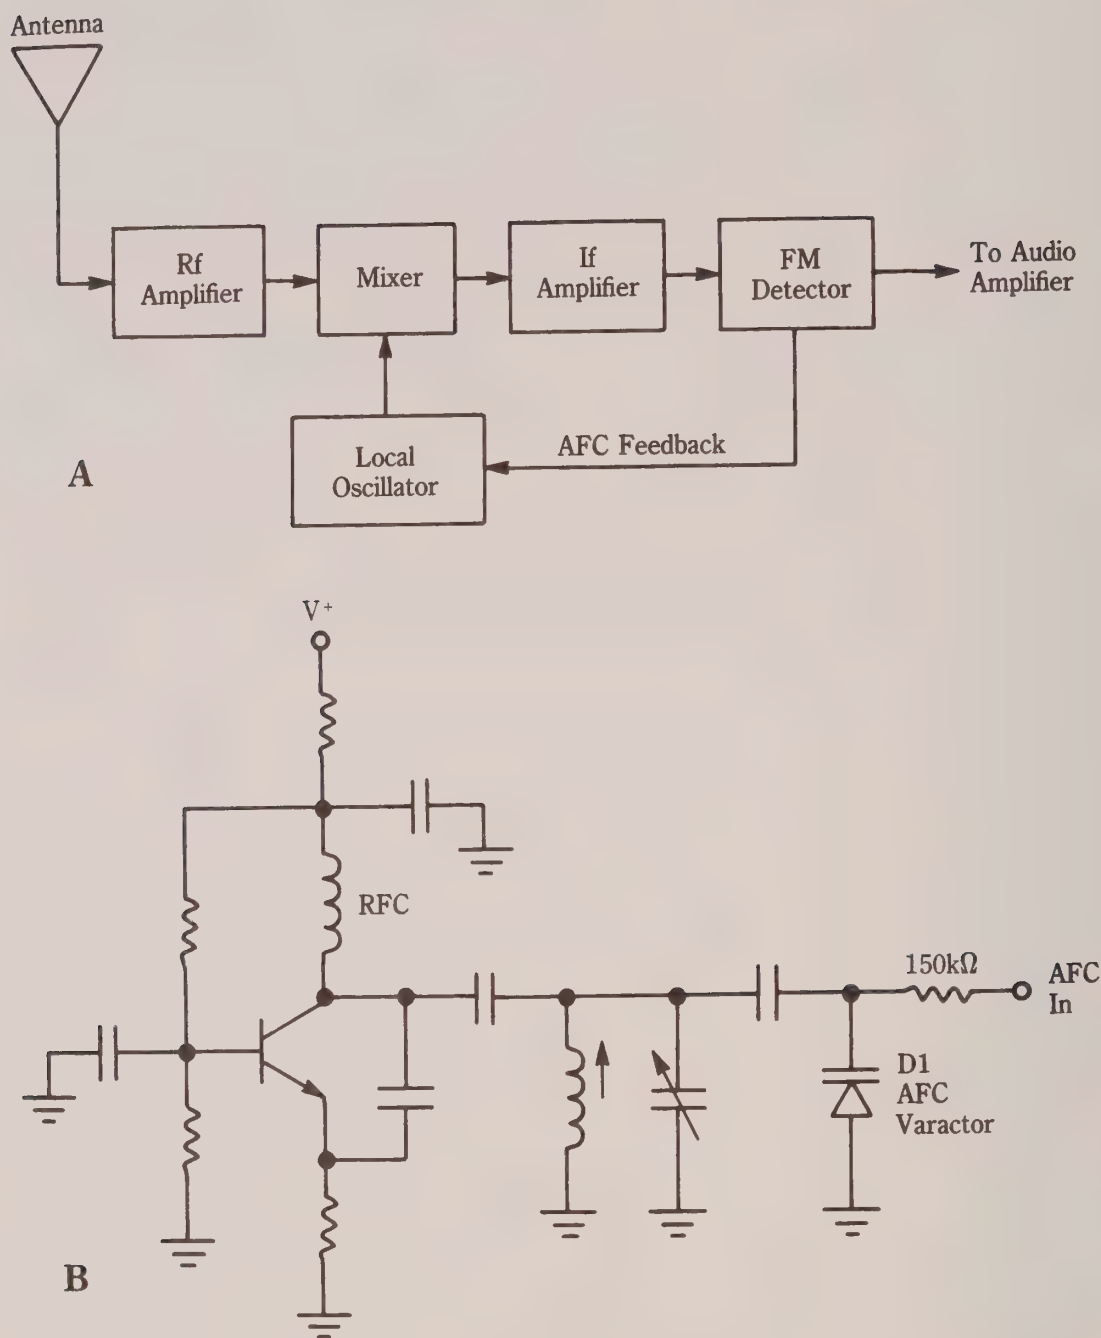 Antenna
Rf
Amplifier
Mixer
If
Amplifier
FM
Detector
To Audio
Amplifier
Local
Oscillator
AFC Feedback
A
V+
RFC
150kΩ
AFC
In
D1
AFC
Varactor
B